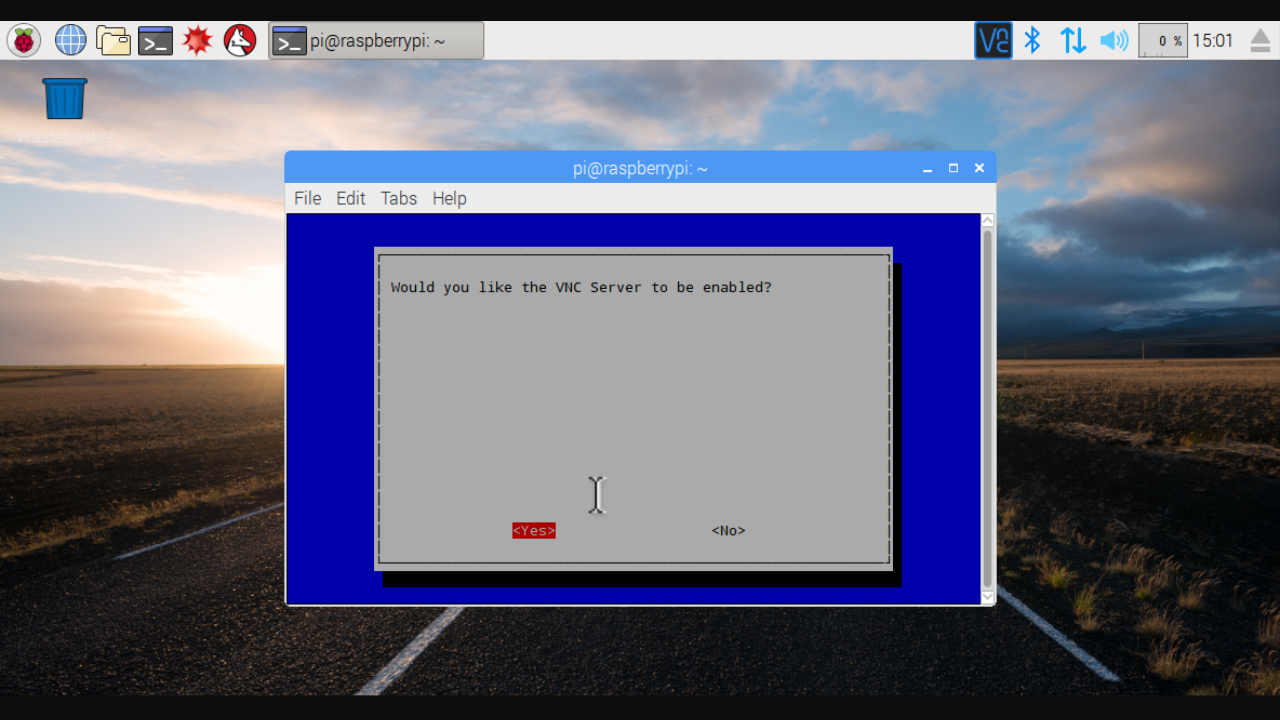 pi@raspberrypi: ~
0 %
15:01
Wastebasket
pi@raspberrypi: ~
File Edit Tabs Help
Would you like the VNC Server to be enabled?
<Yes> <No>